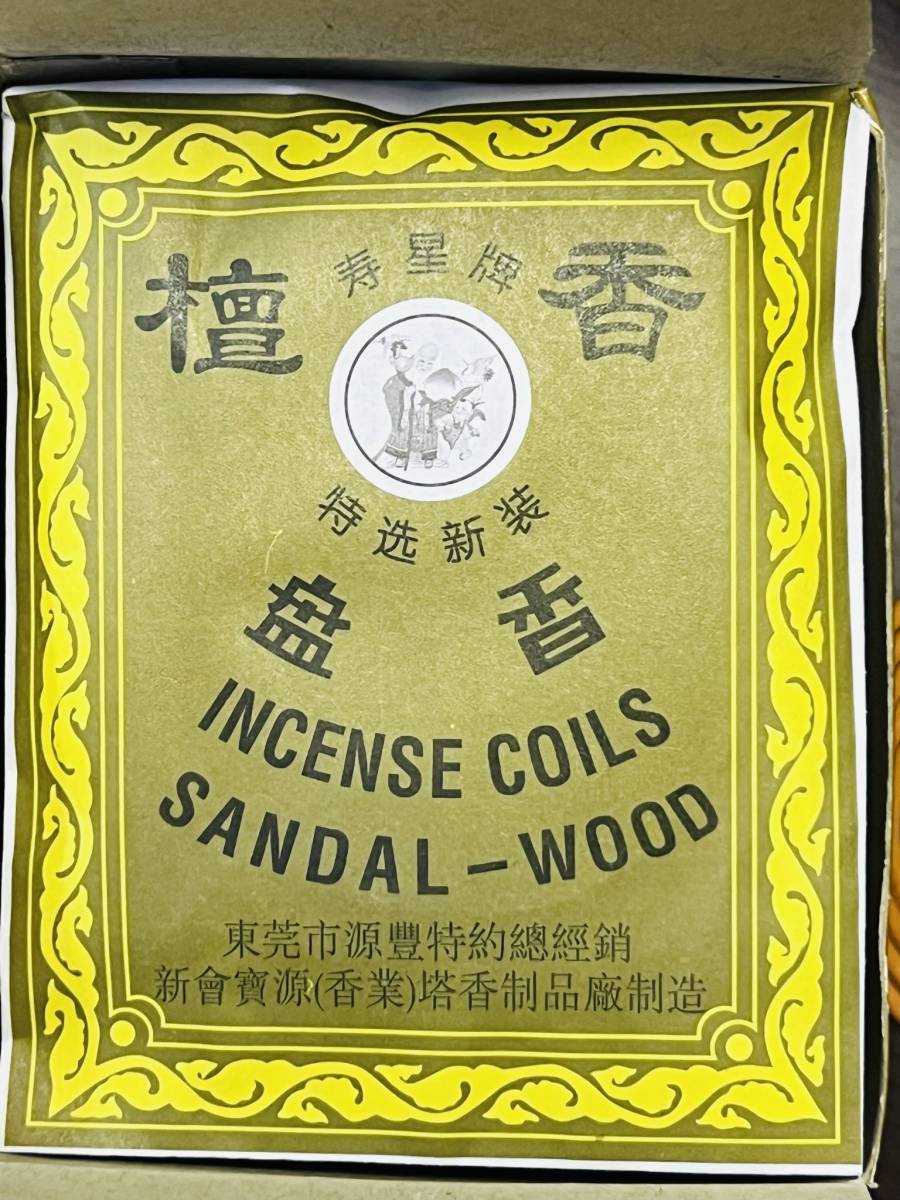 寿星牌
檀香
特选新装
盘香
INCENSE COILS
SANDAL-WOOD
東莞市源豐特約總經銷
新會寶源(香業)塔香制品廠制造